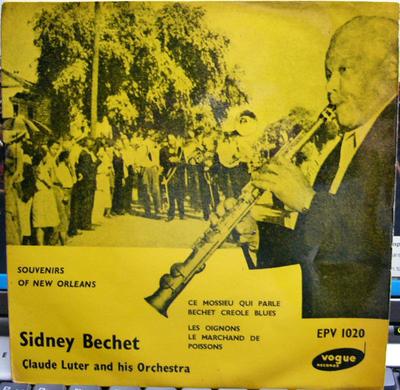 SOUVENIRS
OF NEW ORLEANS
CE MOSSIEU QUI PARLE
BECHET CREOLE BLUES
LES OIGNONS
LE MARCHAND DE
POISSONS
Sidney Bechet
Claude Luter and his Orchestra
EPV 1020
vogue
RECORDS